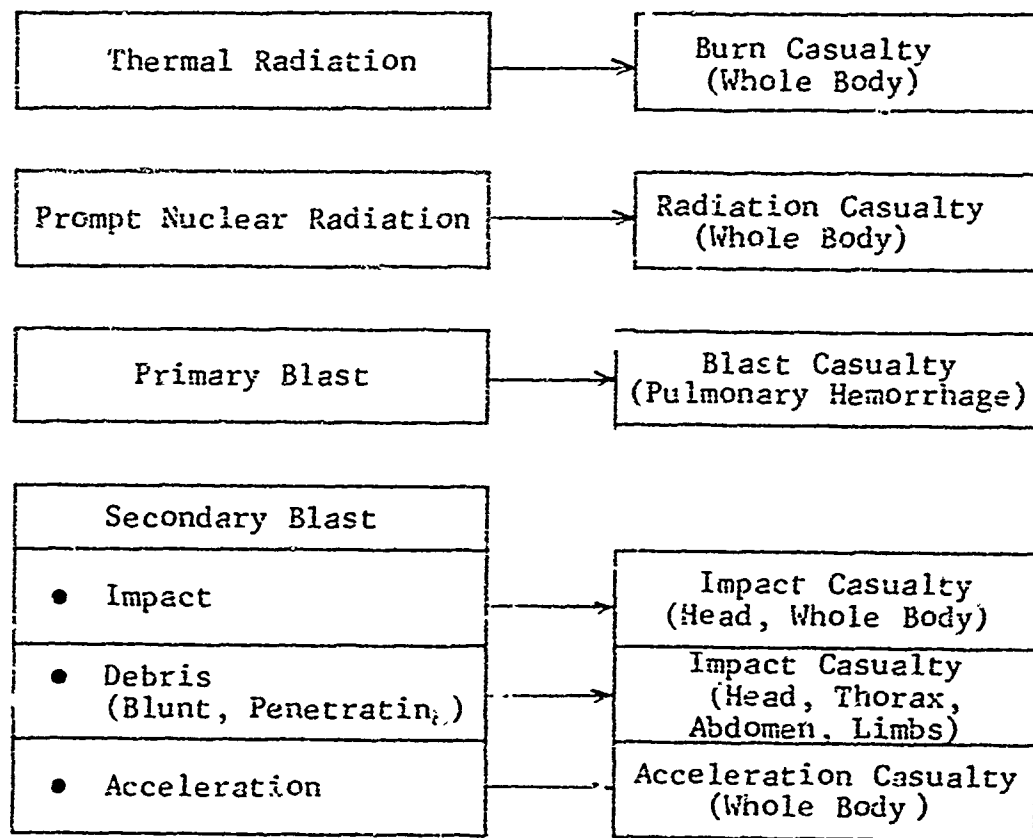 Thermal Radiation
Burn Casualty
(Whole Body)
Prompt Nuclear Radiation
Radiation Casualty
(Whole Body)
Primary Blast
Blast Casualty
(Pulmonary Hemorrhage)
Secondary Blast
• Impact
Impact Casualty
(Head, Whole Body)
• Debris
(Blunt, Penetrating)
Impact Casualty
(Head, Thorax,
Abdomen, Limbs)
• Acceleration
Acceleration Casualty
(Whole Body)